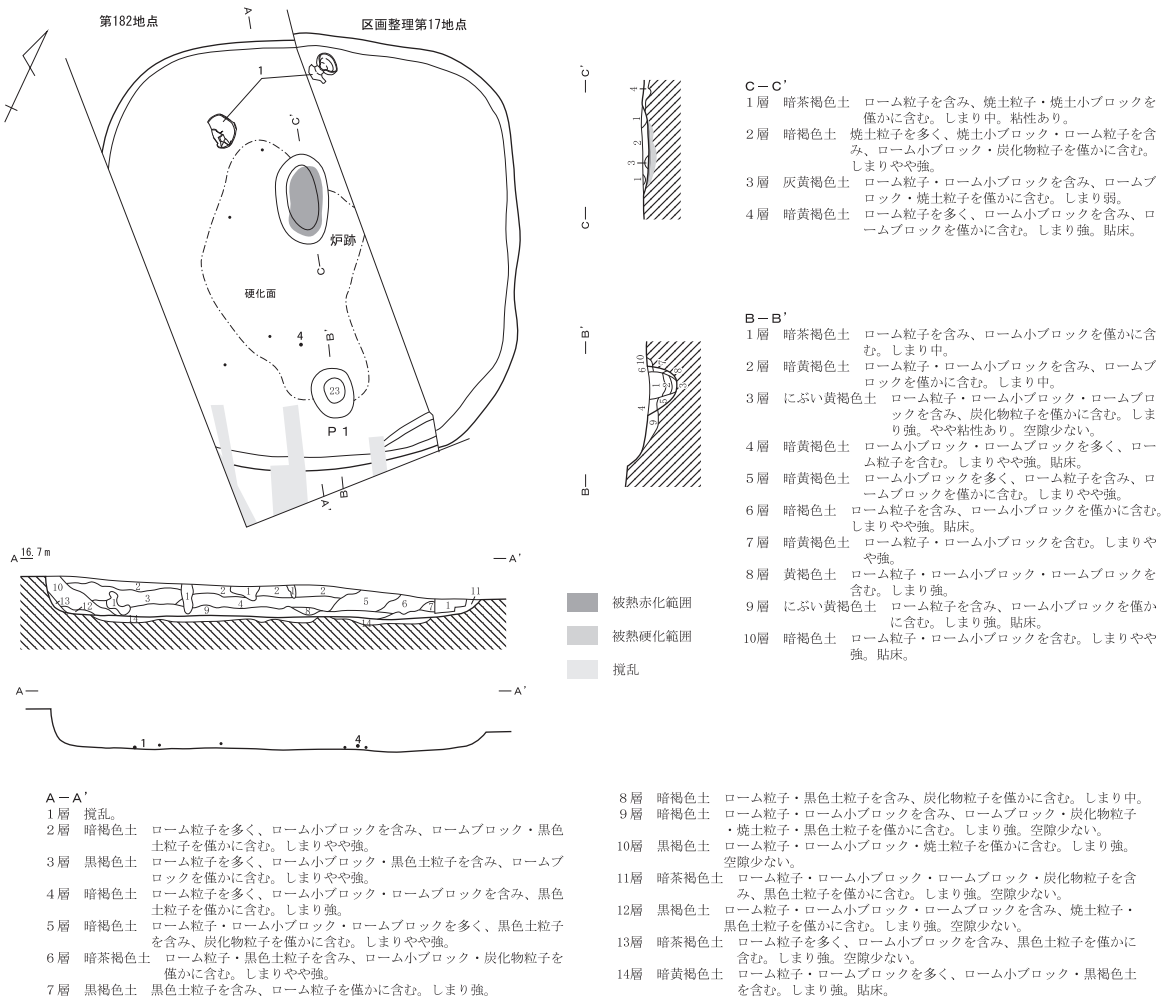 第182地点
区画整理第17地点
A
1
C'
炉跡
C
硬化面
4
B'
23
P1
B
A'
A
16.7m
A'
10
13
12
1
2
3
1
2
1
2
1
2
4
9
8
5
6
7
1
11
14
14
A
A'
1
4
C'
4
1
2
3
1
C
B'
10
6
7
8
1
2
3
5
4
9
B
被熱赤化範囲
被熱硬化範囲
撹乱
C-C'
1層 暗茶褐色土 ローム粒子を含み、焼土粒子・焼土小ブロックを
僅かに含む。しまり中。粘性あり。
2層 暗褐色土 焼土粒子を多く、焼土小ブロック・ローム粒子を含
み、ローム小ブロック・炭化物粒子を僅かに含む。
しまりやや強。
3層 灰黄褐色土 ローム粒子・ローム小ブロックを含み、ロームブ
ロック・焼土粒子を僅かに含む。しまり弱。
4層 暗黄褐色土 ローム粒子を多く、ローム小ブロックを含み、ロ
ームブロックを僅かに含む。しまり強。貼床。
B-B'
1層 暗茶褐色土 ローム粒子を含み、ローム小ブロックを僅かに含
む。しまり中。
2層 暗黄褐色土 ローム粒子・ローム小ブロックを含み、ロームブ
ロックを僅かに含む。しまり中。
3層 にぶい黄褐色土 ローム粒子・ローム小ブロック・ロームブロ
ックを含み、炭化物粒子を僅かに含む。しま
り強。やや粘性あり。空隙少ない。
4層 暗黄褐色土 ローム小ブロック・ロームブロックを多く、ロー
ム粒子を含む。しまりやや強。貼床。
5層 暗黄褐色土 ローム小ブロックを多く、ローム粒子を含み、ロ
ームブロックを僅かに含む。しまりやや強。
6層 暗褐色土 ローム粒子を含み、ローム小ブロックを僅かに含む。
しまりやや強。貼床。
7層 暗黄褐色土 ローム粒子・ローム小ブロックを含む。しまりや
や強。
8層 黄褐色土 ローム粒子・ローム小ブロック・ロームブロックを
含む。しまり強。
9層 にぶい黄褐色土 ローム粒子を含み、ローム小ブロックを僅か
に含む。しまり強。貼床。
10層 暗褐色土 ローム粒子・ローム小ブロックを含む。しまりやや
強。貼床。
A-A'
1層 撹乱。
2層 暗褐色土 ローム粒子を多く、ローム小ブロックを含み、ロームブロック・黒色
土粒子を僅かに含む。しまりやや強。
3層 黒褐色土 ローム粒子を多く、ローム小ブロック・黒色土粒子を含み、ロームブ
ロックを僅かに含む。しまりやや強。
4層 暗褐色土 ローム粒子を多く、ローム小ブロック・ロームブロックを含み、黒色
土粒子を僅かに含む。しまり強。
5層 暗褐色土 ローム粒子・ローム小ブロック・ロームブロックを多く、黒色土粒子
を含み、炭化物粒子を僅かに含む。しまりやや強。
6層 暗茶褐色土 ローム粒子・黒色土粒子を含み、ローム小ブロック・炭化物粒子を
僅かに含む。しまりやや強。
7層 黒褐色土 黒色土粒子を含み、ローム粒子を僅かに含む。しまり強。
8層 暗褐色土 ローム粒子・黒色土粒子を含み、炭化物粒子を僅かに含む。しまり中。
9層 暗褐色土 ローム粒子・ローム小ブロックを含み、ロームブロック・炭化物粒子
・焼土粒子・黒色土粒子を僅かに含む。しまり強。空隙少ない。
10層 黒褐色土 ローム粒子・ローム小ブロック・焼土粒子を僅かに含む。しまり強。
空隙少ない。
11層 暗茶褐色土 ローム粒子・ローム小ブロック・ロームブロック・炭化物粒子を含
み、黒色土粒子を僅かに含む。しまり強。空隙少ない。
12層 黒褐色土 ローム粒子・ローム小ブロック・ロームブロックを含み、焼土粒子・
黒色土粒子を僅かに含む。しまり強。空隙少ない。
13層 暗茶褐色土 ローム粒子を多く、ローム小ブロックを含み、黒色土粒子を僅かに
含む。しまり強。空隙少ない。
14層 暗黄褐色土 ローム粒子・ロームブロックを多く、ローム小ブロック・黒褐色土
を含む。しまり強。貼床。